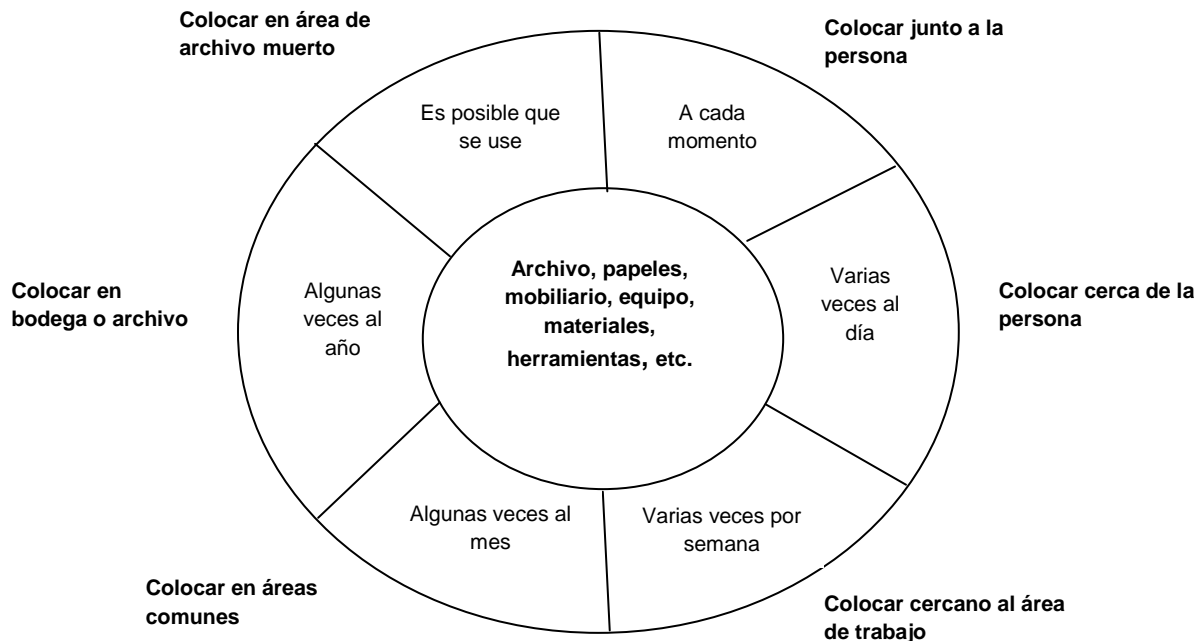 Colocar en área de
archivo muerto
Colocar junto a la
persona
Es posible que
se use
A cada
momento
Archivo, papeles,
mobiliario, equipo,
materiales,
herramientas, etc.
Varias
veces al
día
Colocar cerca de la
persona
Algunas
veces al
año
Colocar en
bodega o archivo
Algunas veces al
mes
Varias veces por
semana
Colocar en áreas
comunes
Colocar cercano al área
de trabajo